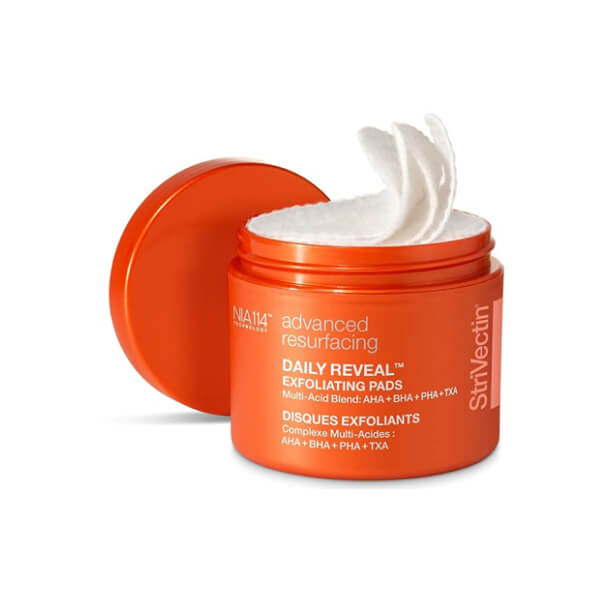 NIA114™
TECHNOLOGY
advanced
resurfacing
DAILY REVEAL™
EXFOLIATING PADS
Multi-Acid Blend: AHA + BHA + PHA + TXA
DISQUES EXFOLIANTS
Complexe Multi-Acides :
AHA + BHA + PHA + TXA
StriVectin®